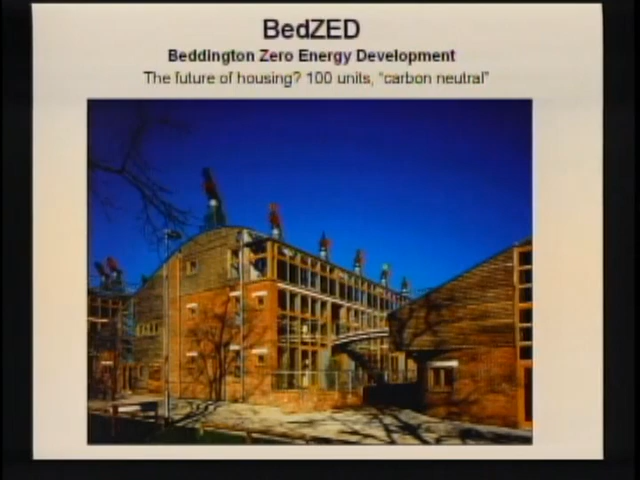 BedZED
Beddington Zero Energy Development
The future of housing? 100 units, "carbon neutral"